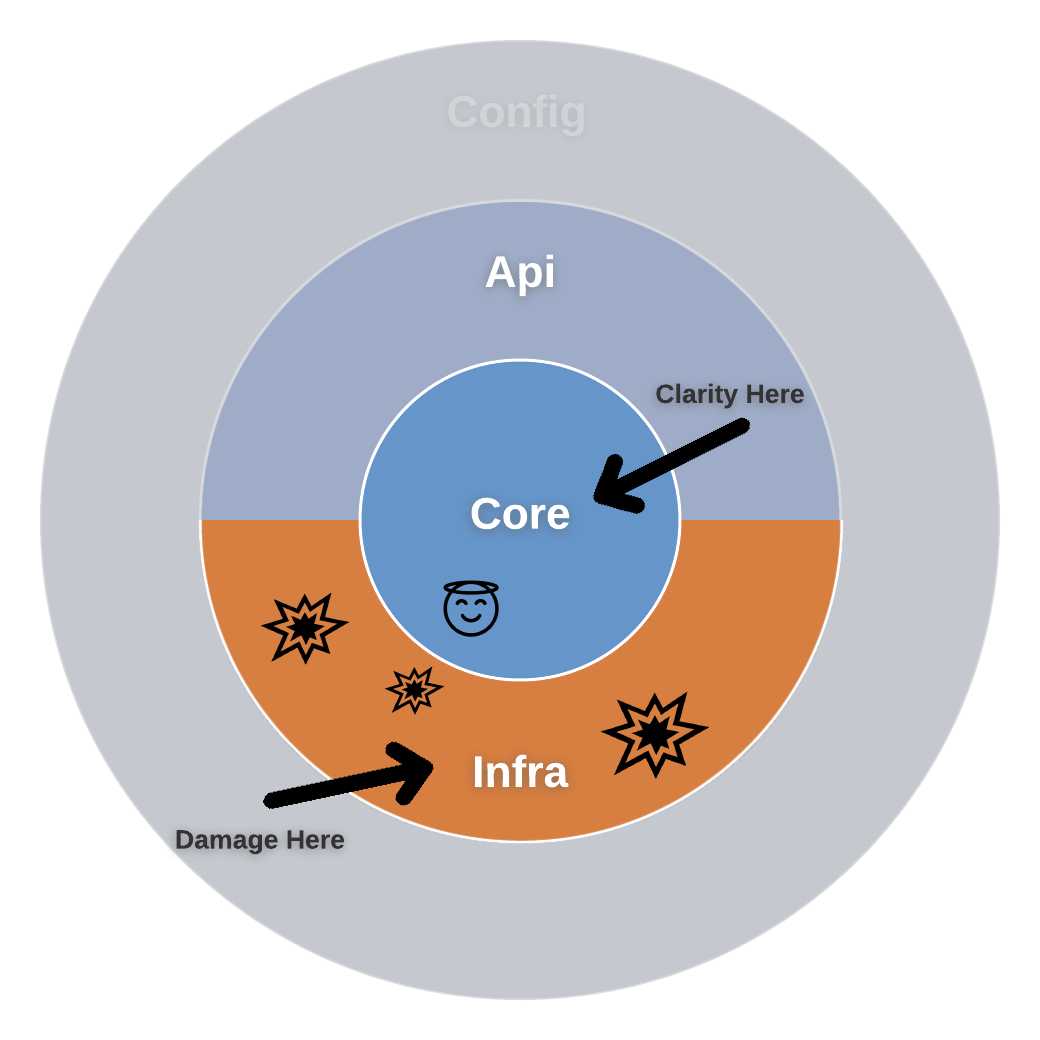 Config
Api
Clarity Here
Core
Infra
Damage Here